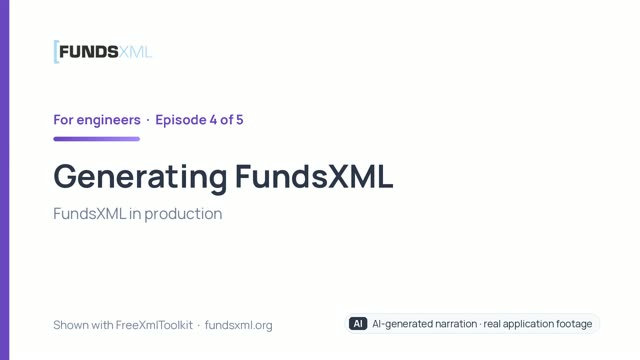 [FUNDSXML
For engineers · Episode 4 of 5
Generating FundsXML
FundsXML in production
Shown with FreeXmlToolkit · fundsxml.org
AI AI-generated narration · real application footage